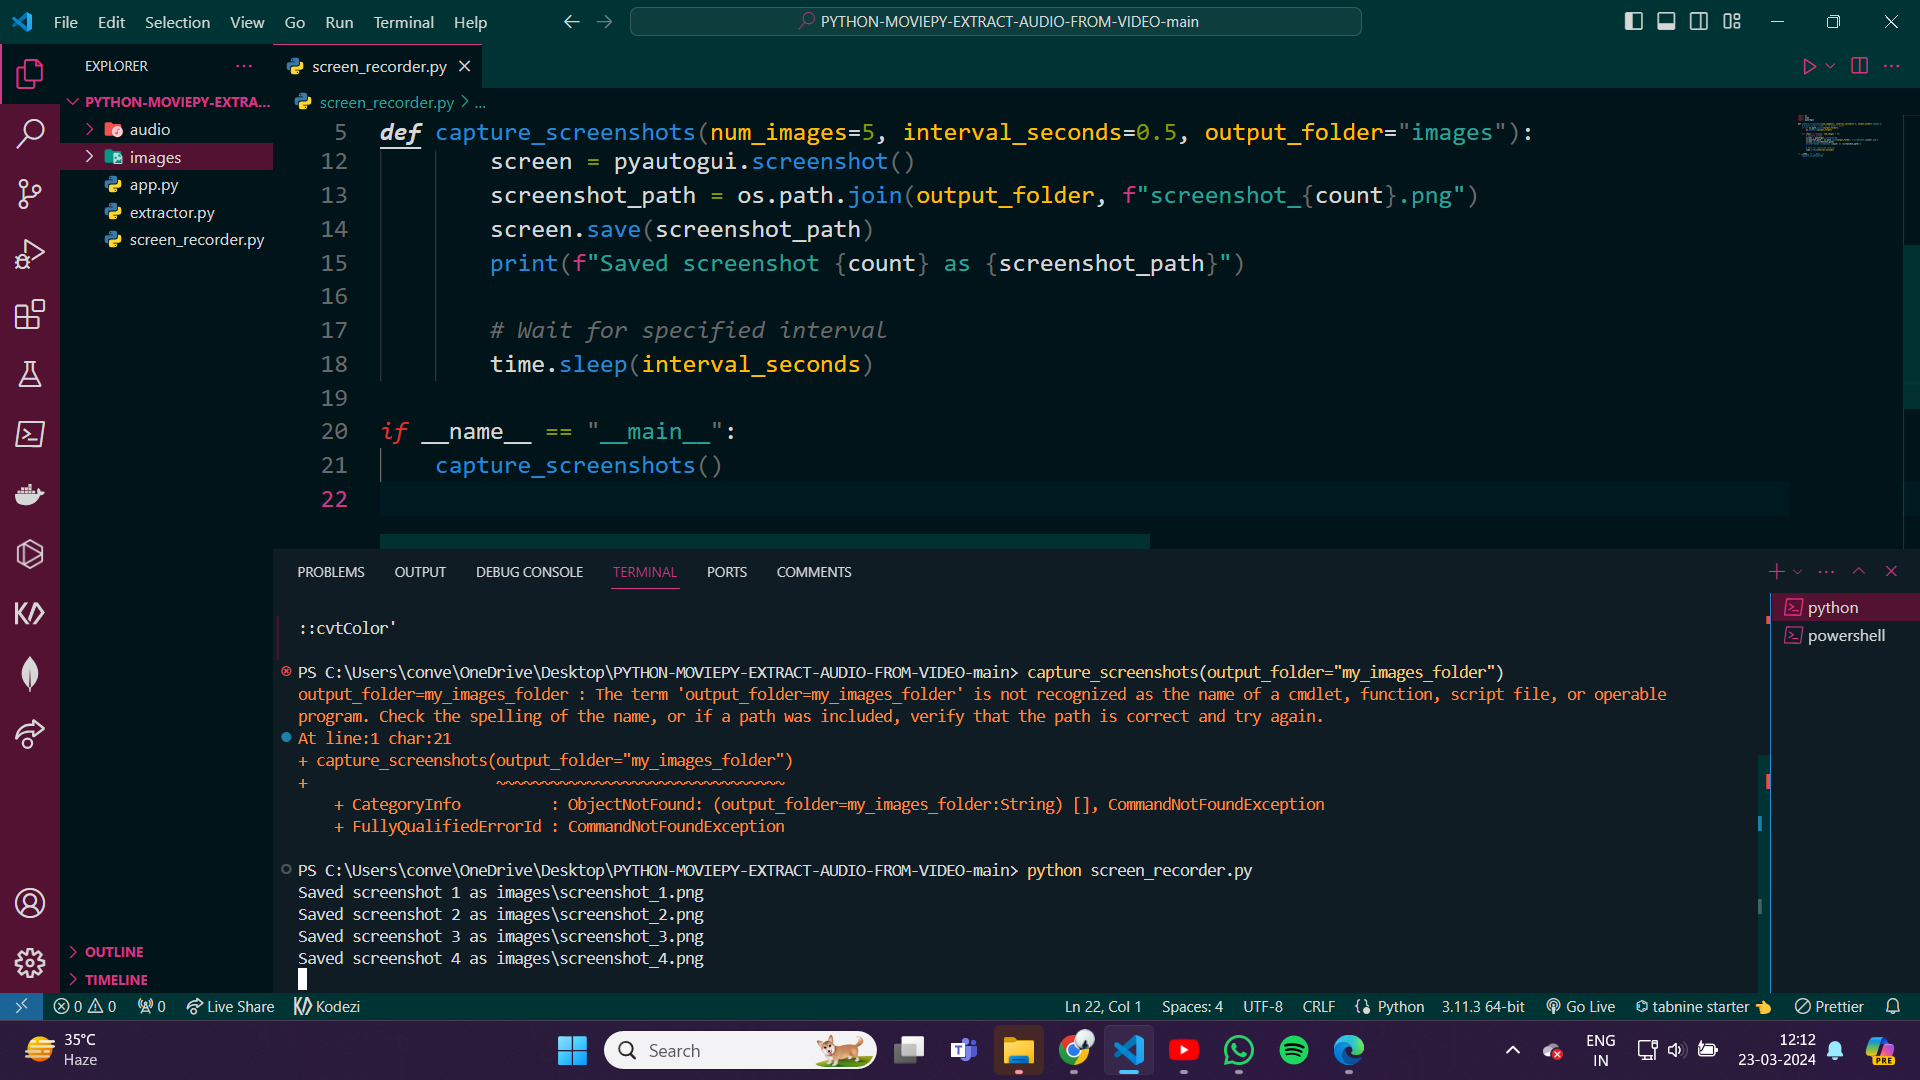 File Edit Selection View Go Run Terminal Help
PYTHON-MOVIEPY-EXTRACT-AUDIO-FROM-VIDEO-main
EXPLORER
PYTHON-MOVIEPY-EXTRA...
audio
images
app.py
extractor.py
screen_recorder.py
OUTLINE
TIMELINE
screen_recorder.py
screen_recorder.py > ...
5 def capture_screenshots(num_images=5, interval_seconds=0.5, output_folder="images"):
12 screen = pyautogui.screenshot()
13 screenshot_path = os.path.join(output_folder, f"screenshot_{count}.png")
14 screen.save(screenshot_path)
15 print(f"Saved screenshot {count} as {screenshot_path}")
16
17 # Wait for specified interval
18 time.sleep(interval_seconds)
19
20 if __name__ == "__main__":
21 capture_screenshots()
22
PROBLEMS OUTPUT DEBUG CONSOLE TERMINAL PORTS COMMENTS
python
powershell
::cvtColor'
PS C:\Users\conve\OneDrive\Desktop\PYTHON-MOVIEPY-EXTRACT-AUDIO-FROM-VIDEO-main> capture_screenshots(output_folder="my_images_folder")
output_folder=my_images_folder : The term 'output_folder=my_images_folder' is not recognized as the name of a cmdlet, function, script file, or operable
program. Check the spelling of the name, or if a path was included, verify that the path is correct and try again.
At line:1 char:21
+ capture_screenshots(output_folder="my_images_folder")
+ ~~~~~~~~~~~~~~~~~~~~~~~~~~~~~~~~
+ CategoryInfo : ObjectNotFound: (output_folder=my_images_folder:String) [], CommandNotFoundException
+ FullyQualifiedErrorId : CommandNotFoundException
PS C:\Users\conve\OneDrive\Desktop\PYTHON-MOVIEPY-EXTRACT-AUDIO-FROM-VIDEO-main> python screen_recorder.py
Saved screenshot 1 as images\screenshot_1.png
Saved screenshot 2 as images\screenshot_2.png
Saved screenshot 3 as images\screenshot_3.png
Saved screenshot 4 as images\screenshot_4.png
0 0 0 Live Share Kodezi Ln 22, Col 1 Spaces: 4 UTF-8 CRLF Python 3.11.3 64-bit Go Live tabnine starter Prettier
35°C
Haze
Search
ENG
IN
12:12
23-03-2024
PRE